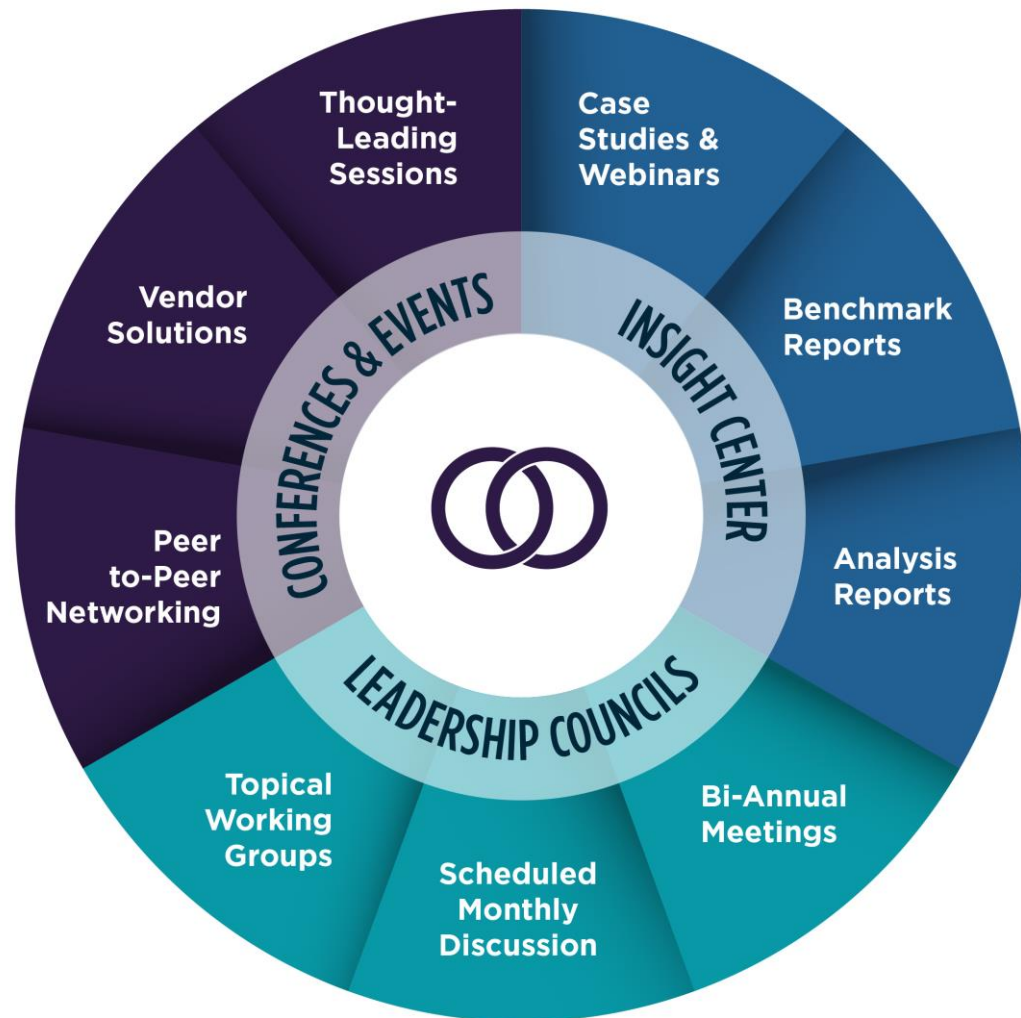 Thought-
Leading
Sessions
Case
Studies &
Webinars
Vendor
Solutions
Benchmark
Reports
CONFERENCES & EVENTS
INSIGHT CENTER
Peer
to-Peer
Networking
Analysis
Reports
LEADERSHIP COUNCILS
Topical
Working
Groups
Scheduled
Monthly
Discussion
Bi-Annual
Meetings